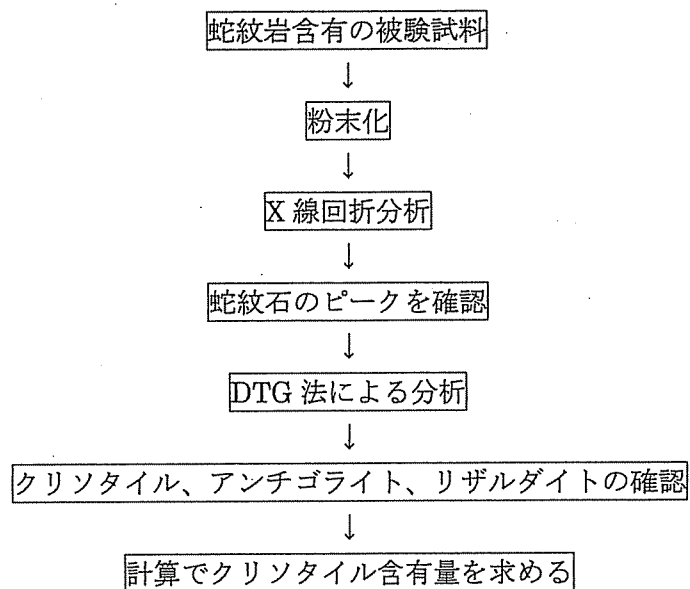 蛇紋岩含有の被験試料
↓
粉末化
↓
X 線回折分析
↓
蛇紋石のピークを確認
↓
DTG 法による分析
↓
クリソタイル、アンチゴライト、リザルダイトの確認
↓
計算でクリソタイル含有量を求める